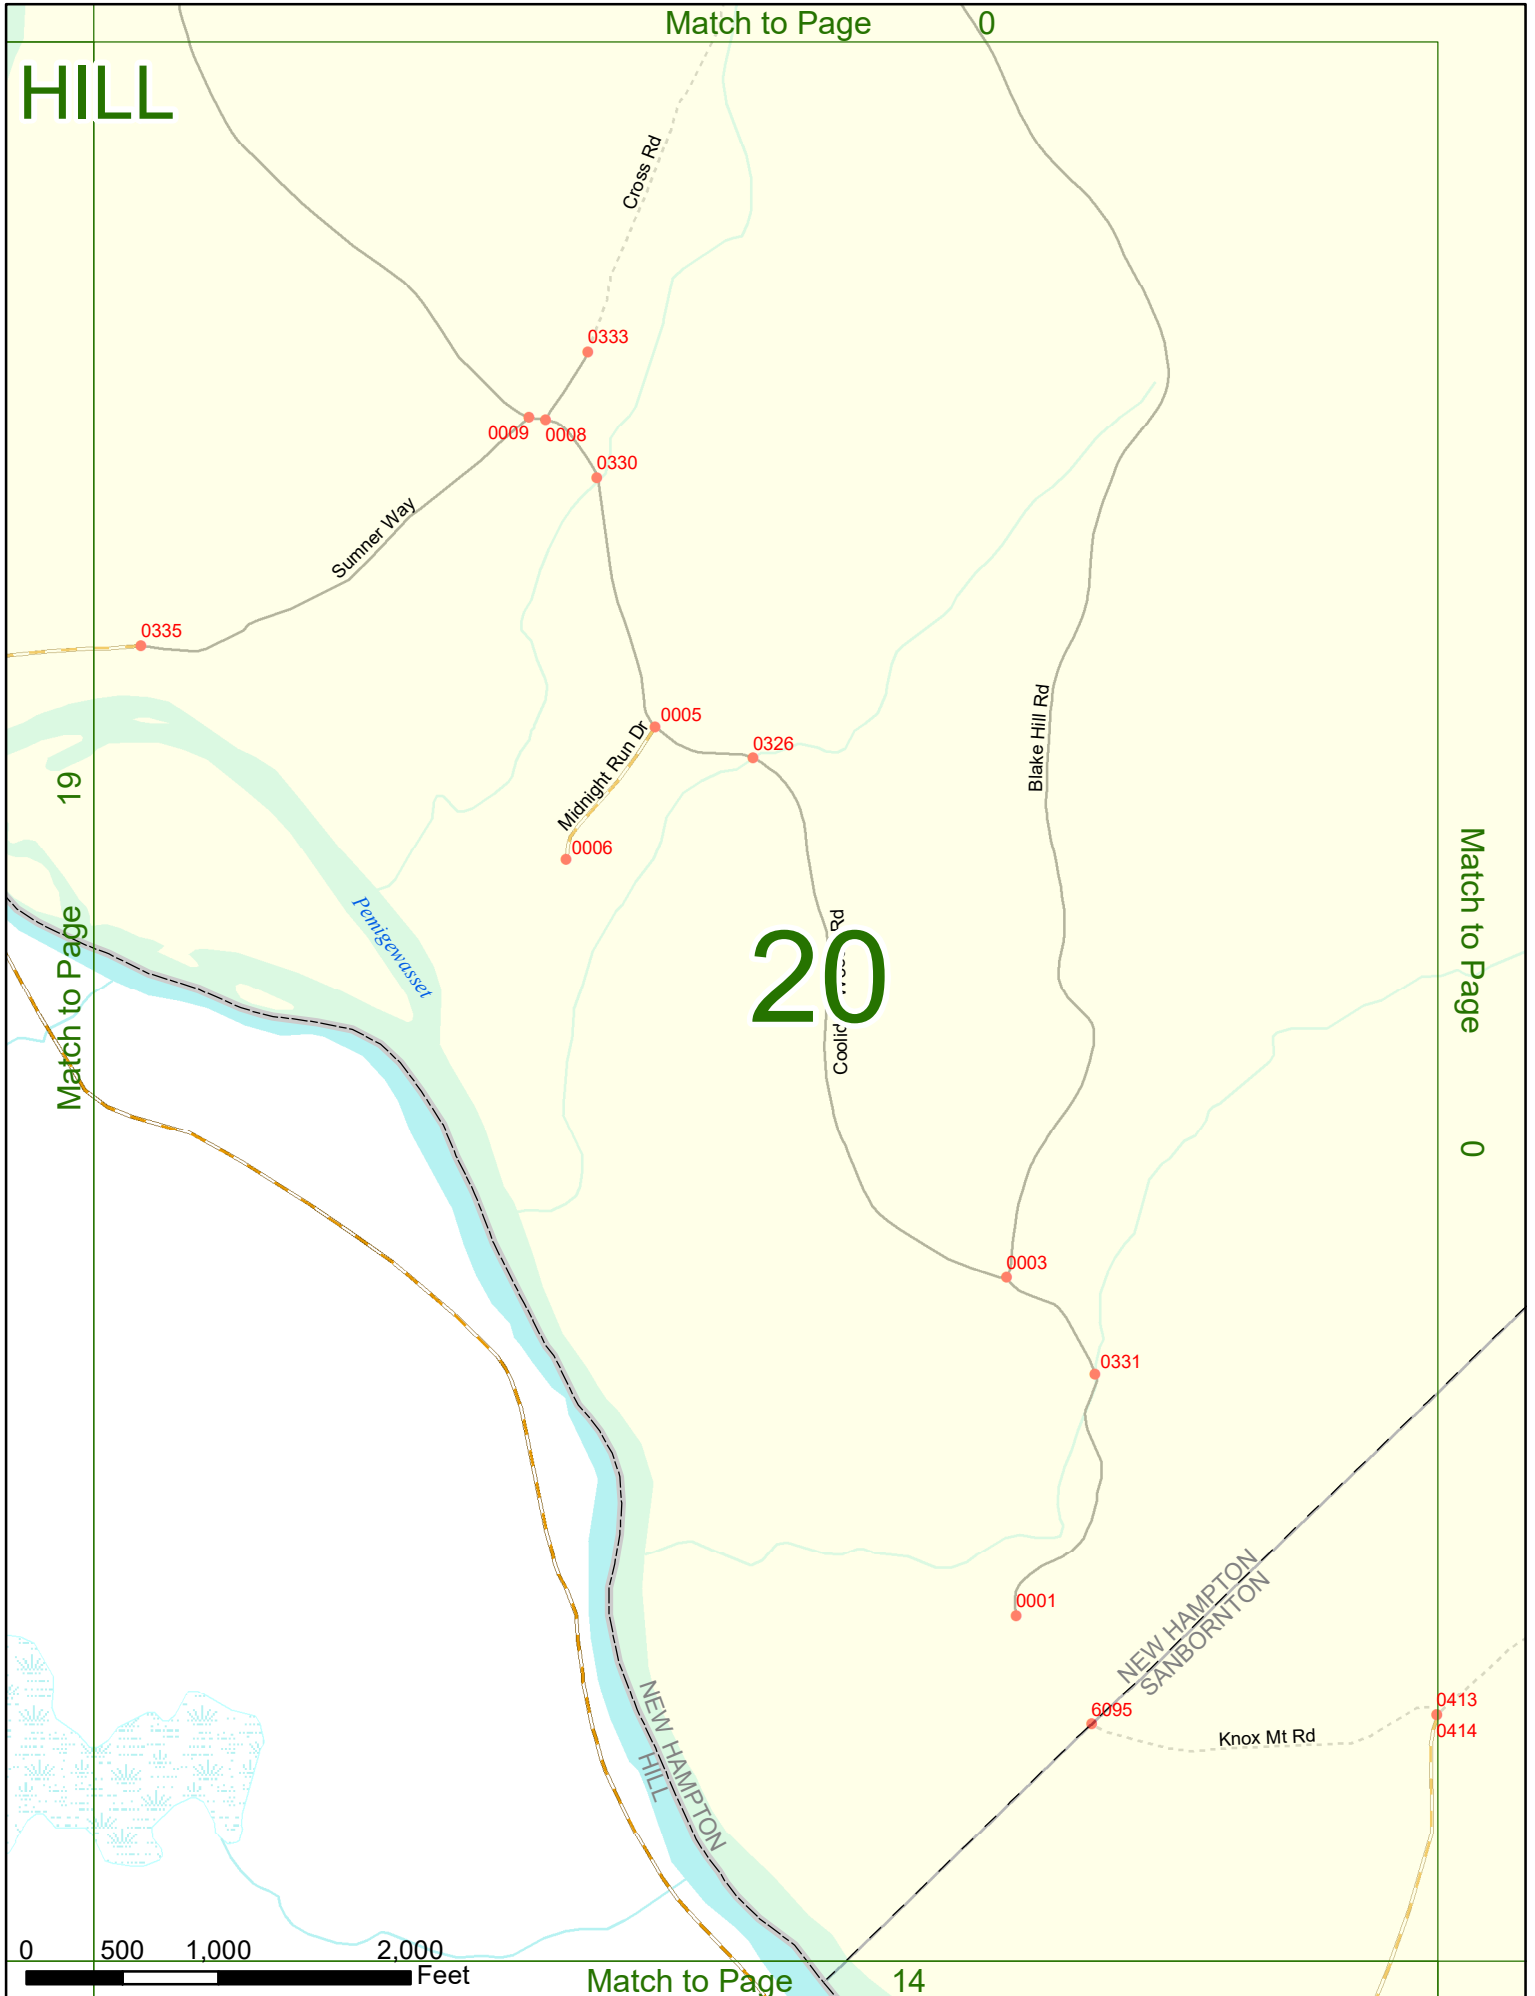 Match to Page 0
HILL
Cross Rd
0333
0009
0008
0330
Sumner Way
0335
0005
0326
Midnight Run Dr
0006
Blake Hill Rd
Match to Page 19
Match to Page 0
Pemigewasset
20
Rd
0003
0331
0001
NEW HAMPTON
SANBORNTON
6095
0413
0414
Knox Mt Rd
NEW HAMPTON
HILL
0 500 1,000 2,000
Feet
Match to Page 14